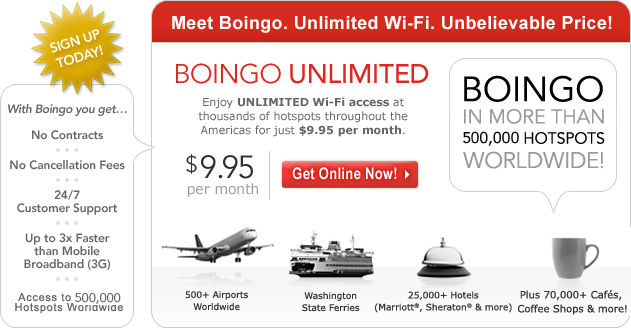 Meet Boingo. Unlimited Wi-Fi. Unbelievable Price!
SIGN UP
TODAY!
With Boingo you get...
No Contracts
No Cancellation Fees
24/7
Customer Support
Up to 3x Faster
than Mobile
Broadband (3G)
Access to 500,000
Hotspots Worldwide
BOINGO UNLIMITED
Enjoy UNLIMITED Wi-Fi access at
thousands of hotspots throughout the
Americas for just $9.95 per month.
$9.95
per month
Get Online Now!
BOINGO
IN MORE THAN
500,000 HOTSPOTS
WORLDWIDE!
500+ Airports
Worldwide
Washington
State Ferries
25,000+ Hotels
(Marriott®, Sheraton® & more)
Plus 70,000+ Cafés,
Coffee Shops & more!